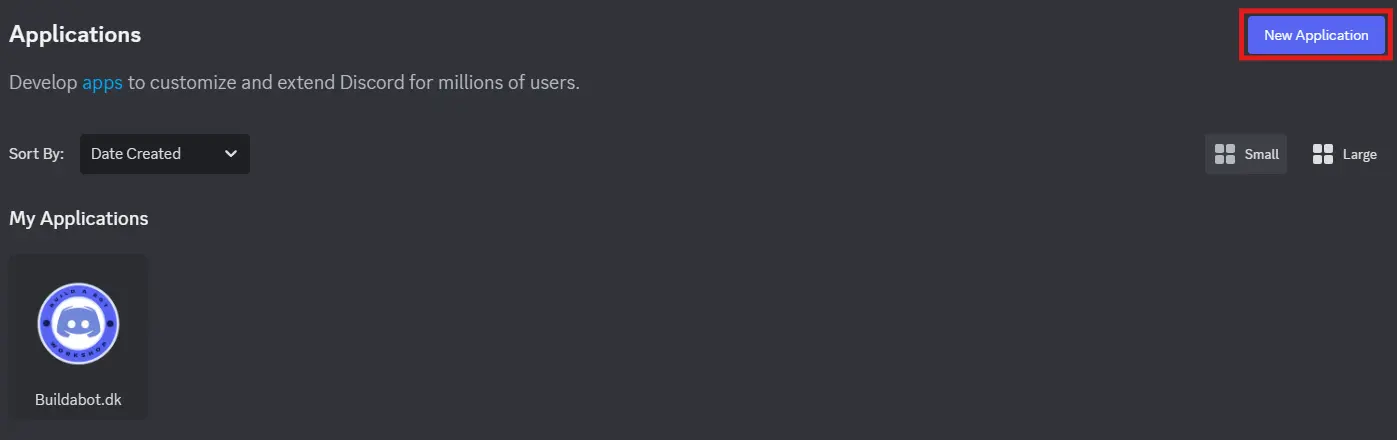 Applications
New Application
Develop apps to customize and extend Discord for millions of users.
Sort By:
Date Created
Small
Large
My Applications
BUILD A BOT
WORKSHOP
Buildabot.dk